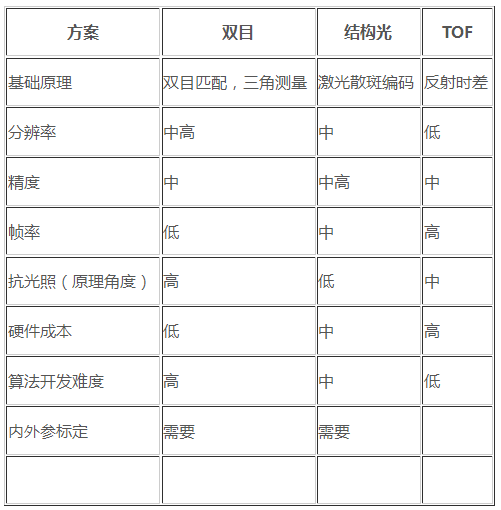 方案 双目 结构光 TOF
基础原理 双目匹配，三角测量 激光散斑编码 反射时差
分辨率 中高 中 低
精度 中 中高 中
帧率 低 中 高
抗光照（原理角度） 高 低 中
硬件成本 低 中 高
算法开发难度 高 中 低
内外参标定 需要 需要